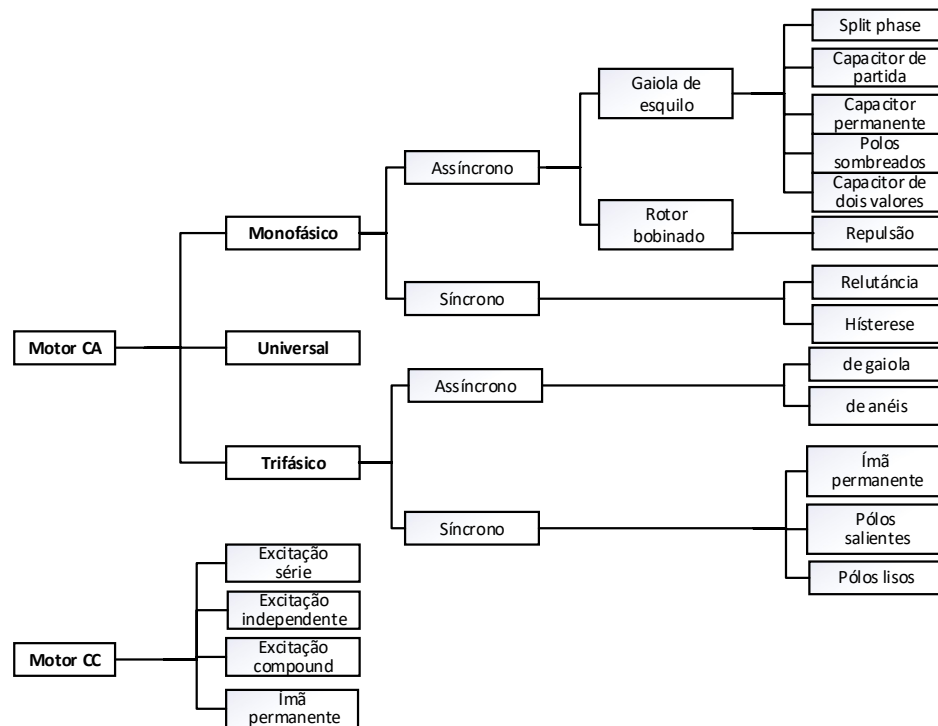 Split phase
Capacitor de
partida
Gaiola de
esquilo
Capacitor
permanente
Polos
sombreados
Assíncrono
Capacitor de
dois valores
Monofásico
Rotor
bobinado
Repulsão
Síncrono
Relutáncia
Hísterese
Motor CA
Universal
Assíncrono
de gaiola
de anéis
Trifásico
Ímã
permanente
Síncrono
Pólos
salientes
Pólos lisos
Excitação
série
Excitação
independente
Motor CC
Excitação
compound
Ímã
permanente